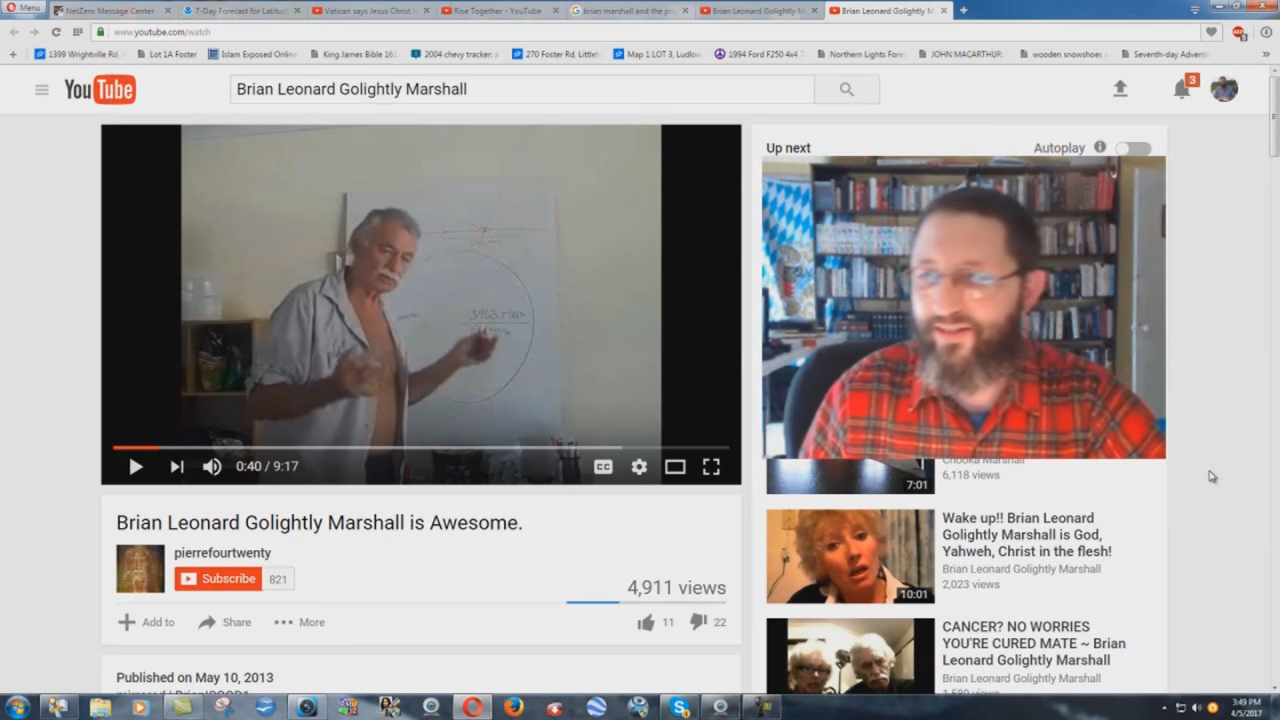 Menu
NetZero Message Center
7-Day Forecast for Latitud
Vatican says Jesus Christ i
Rise Together - YouTube
brian marshall and the po
Brian Leonard Golightly M
Brian Leonard Golightly M
www.youtube.com/watch
1399 Wrightville Rd,
Lot 1A Foster
Islam Exposed Onlin
King James Bible 161
2004 chevy tracker:
270 Foster Rd, Littlet
Map 1 LOT 3, Ludlow
1994 Ford F250 4x4
Northern Lights Fore
JOHN MACARTHUR
wooden snowshoes
Seventh-day Adventi
YouTube
Brian Leonard Golightly Marshall
3
Up next
Autoplay
0:40 / 9:17
CC
Brian Leonard Golightly Marshall is Awesome.
pierrefourtwenty
Subscribe
821
4,911 views
Add to
Share
More
11
22
Published on May 10, 2013
Chooka Marshall
6,118 views
7:01
Wake up!! Brian Leonard
Golightly Marshall is God,
Yahweh, Christ in the flesh!
Brian Leonard Golightly Marshall
2,023 views
10:01
CANCER? NO WORRIES
YOU'RE CURED MATE ~ Brian
Leonard Golightly Marshall
Brian Leonard Golightly Marshall
1,580 views
3:49 PM
4/5/2017